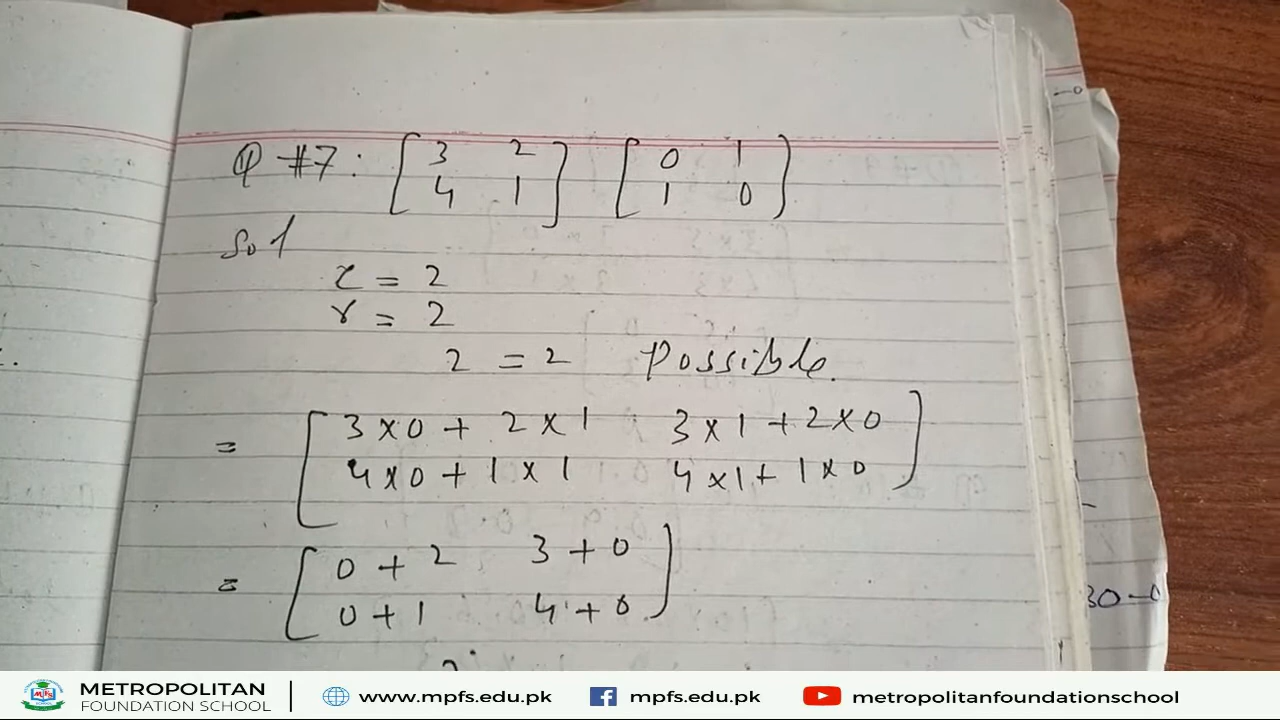 Q #7: [3 2 4 1] [0 1 1 0]
Sol
c = 2
r = 2
2 = 2 Possible.
= [3×0+2×1 3×1+2×0
4×0+1×1 4×1+1×0]
= [0+2 3+0
0+1 4+0]
30-0
METROPOLITAN
FOUNDATION SCHOOL
www.mpfs.edu.pk
mpfs.edu.pk
metropolitanfoundationschool